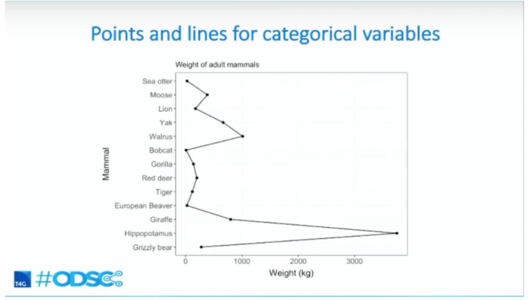 Points and lines for categorical variables
Weight of adult mammals
Sea otter
Moose
Lion
Yak
Walrus
Bobcat
Gorilla
Red deer
Tiger
European Beaver
Giraffe
Hippopotamus
Grizzly bear
Mammal
0 1000 2000 3000
Weight (kg)
T4G #ODSC